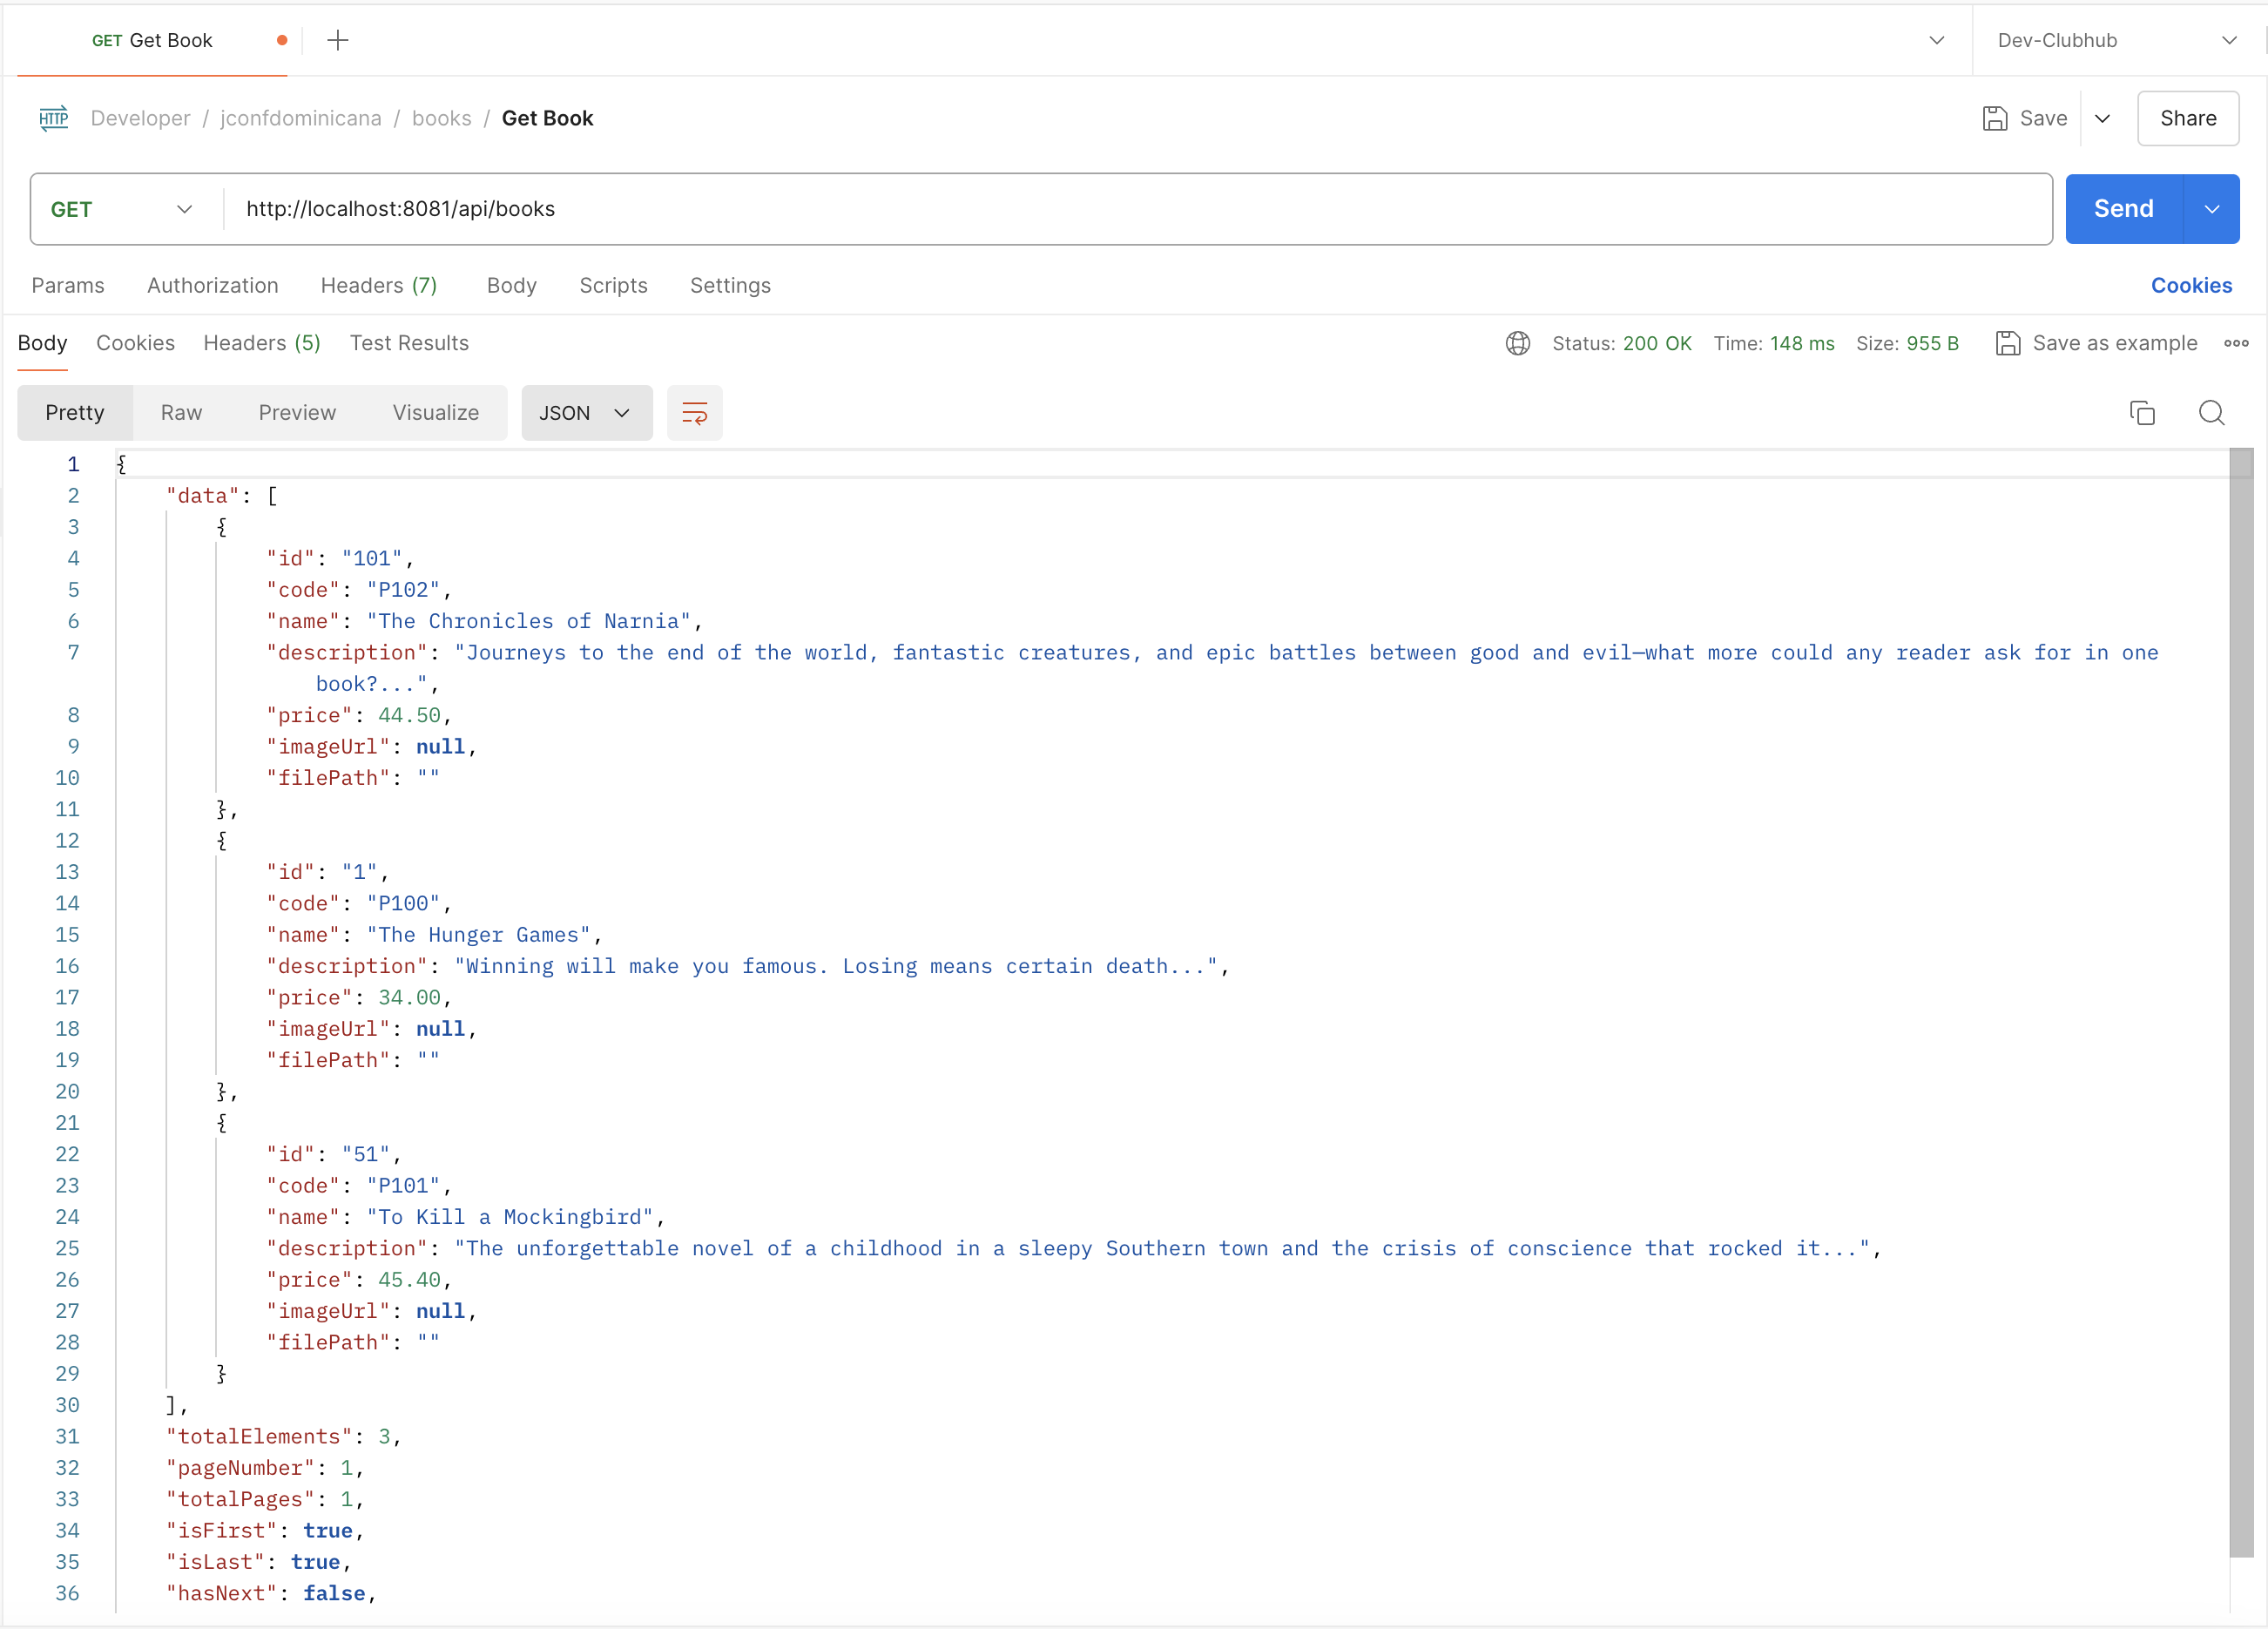 GET Get Book
Dev-Clubhub
HTTP Developer / jconfdominicana / books / Get Book
Save
Share
GET http://localhost:8081/api/books
Send
Params Authorization Headers (7) Body Scripts Settings Cookies
Body Cookies Headers (5) Test Results
Status: 200 OK Time: 148 ms Size: 955 B Save as example
Pretty Raw Preview Visualize JSON
1 {
2 "data": [
3 {
4 "id": "101",
5 "code": "P102",
6 "name": "The Chronicles of Narnia",
7 "description": "Journeys to the end of the world, fantastic creatures, and epic battles between good and evil—what more could any reader ask for in one
book?...",
8 "price": 44.50,
9 "imageUrl": null,
10 "filePath": ""
11 },
12 {
13 "id": "1",
14 "code": "P100",
15 "name": "The Hunger Games",
16 "description": "Winning will make you famous. Losing means certain death...",
17 "price": 34.00,
18 "imageUrl": null,
19 "filePath": ""
20 },
21 {
22 "id": "51",
23 "code": "P101",
24 "name": "To Kill a Mockingbird",
25 "description": "The unforgettable novel of a childhood in a sleepy Southern town and the crisis of conscience that rocked it...",
26 "price": 45.40,
27 "imageUrl": null,
28 "filePath": ""
29 }
30 ],
31 "totalElements": 3,
32 "pageNumber": 1,
33 "totalPages": 1,
34 "isFirst": true,
35 "isLast": true,
36 "hasNext": false,